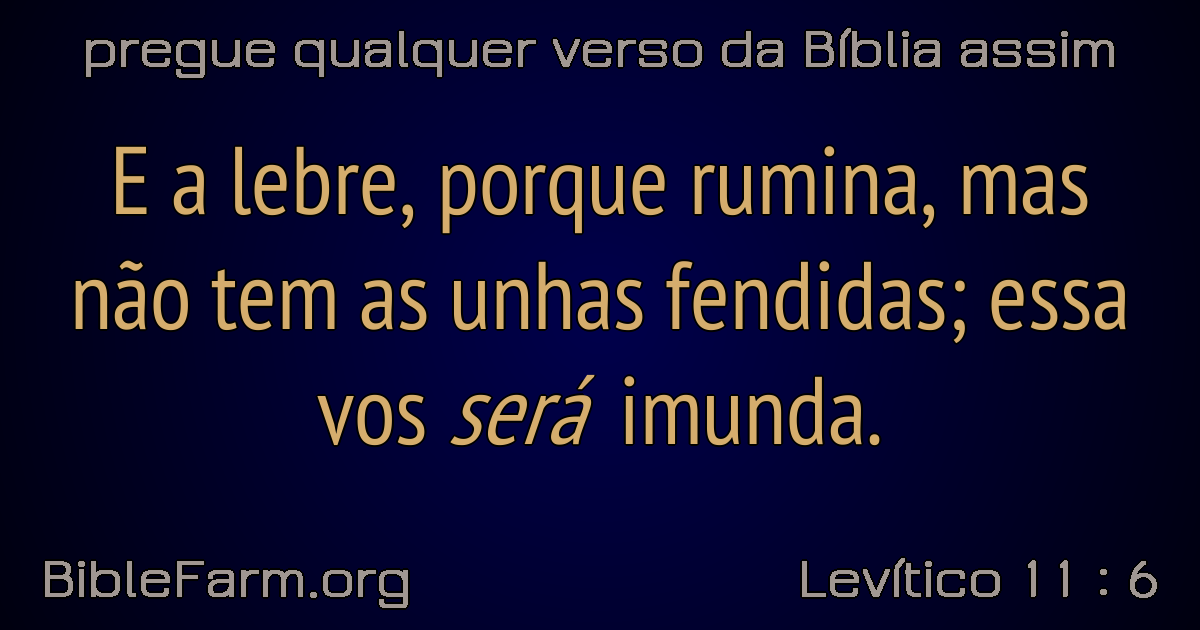 pregue qualquer verso da Bíblia assim
E a lebre, porque rumina, mas
não tem as unhas fendidas; essa
vos será imunda.
BibleFarm.org
Levítico 11 : 6